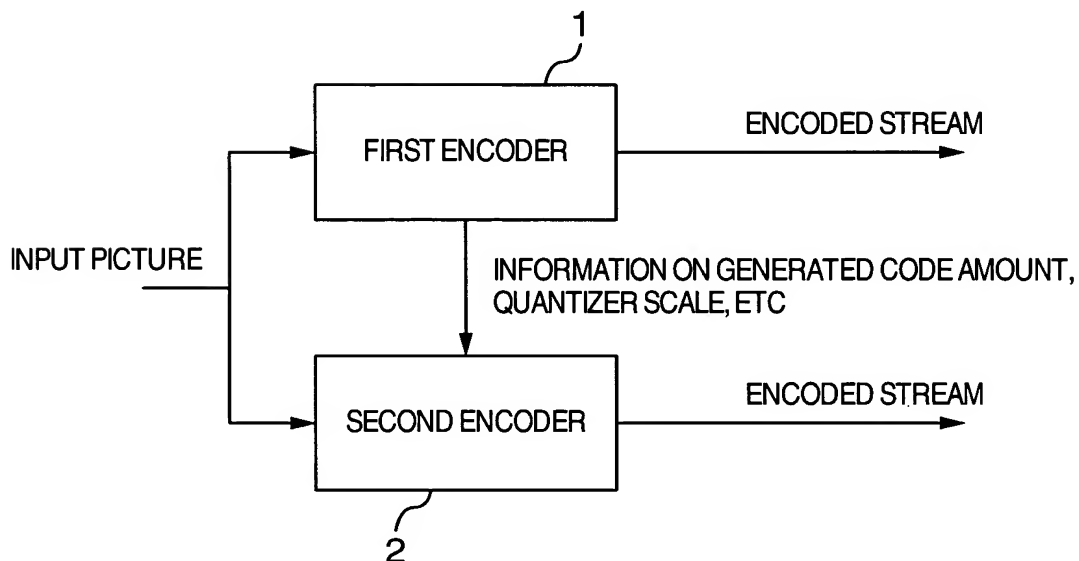 1
ENCODED STREAM
FIRST ENCODER
INPUT PICTURE
INFORMATION ON GENERATED CODE AMOUNT,
QUANTIZER SCALE, ETC
ENCODED STREAM
SECOND ENCODER
2